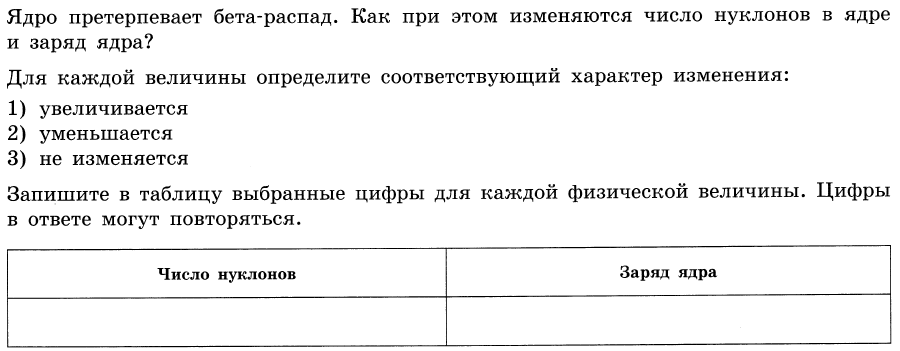 Ядро претерпевает бета-распад. Как при этом изменяются число нуклонов в ядре
и заряд ядра?
Для каждой величины определите соответствующий характер изменения:
1) увеличивается
2) уменьшается
3) не изменяется
Запишите в таблицу выбранные цифры для каждой физической величины. Цифры
в ответе могут повторяться.
Число нуклонов
Заряд ядра